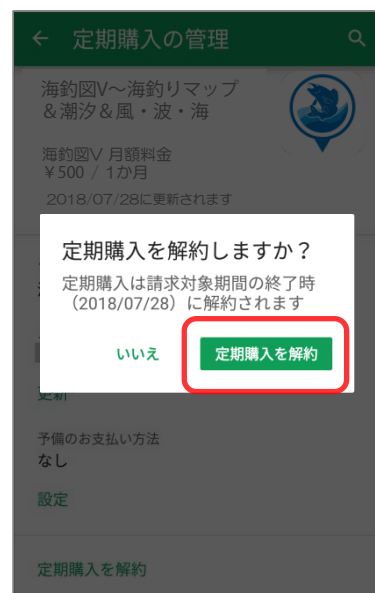 定期購入の管理
海釣図V〜海釣りマップ
＆潮汐＆風・波・海
海釣図V 月額料金
￥500 / 1か月
2018/07/28に更新されます
定期購入を解約しますか？
定期購入は請求対象期間の終了時
（2018/07/28）に解約されます
いいえ
定期購入を解約
更新
予備のお支払い方法
なし
設定
定期購入を解約